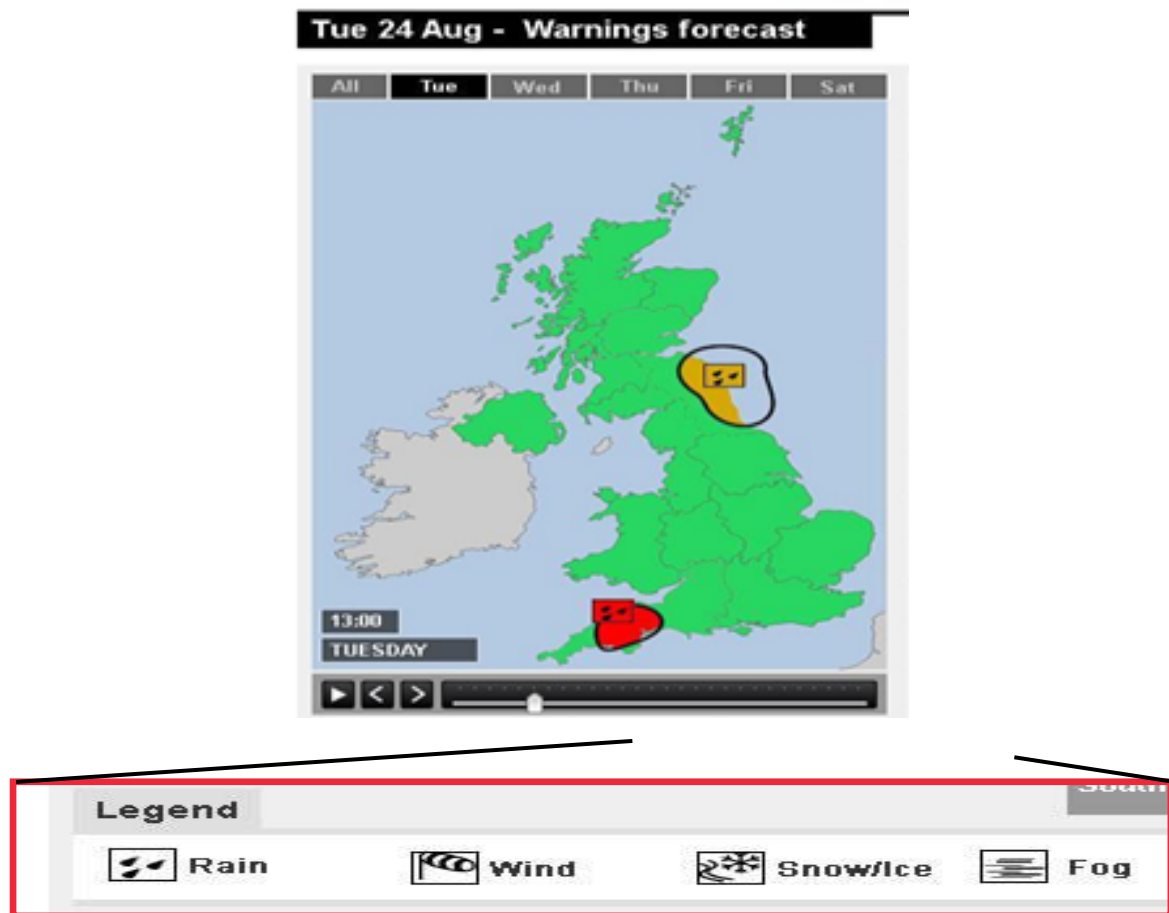 Tue 24 Aug - Warnings forecast
All Tue Wed Thu Fri Sat
13:00
TUESDAY
Legend
Rain Wind Snow/Ice Fog